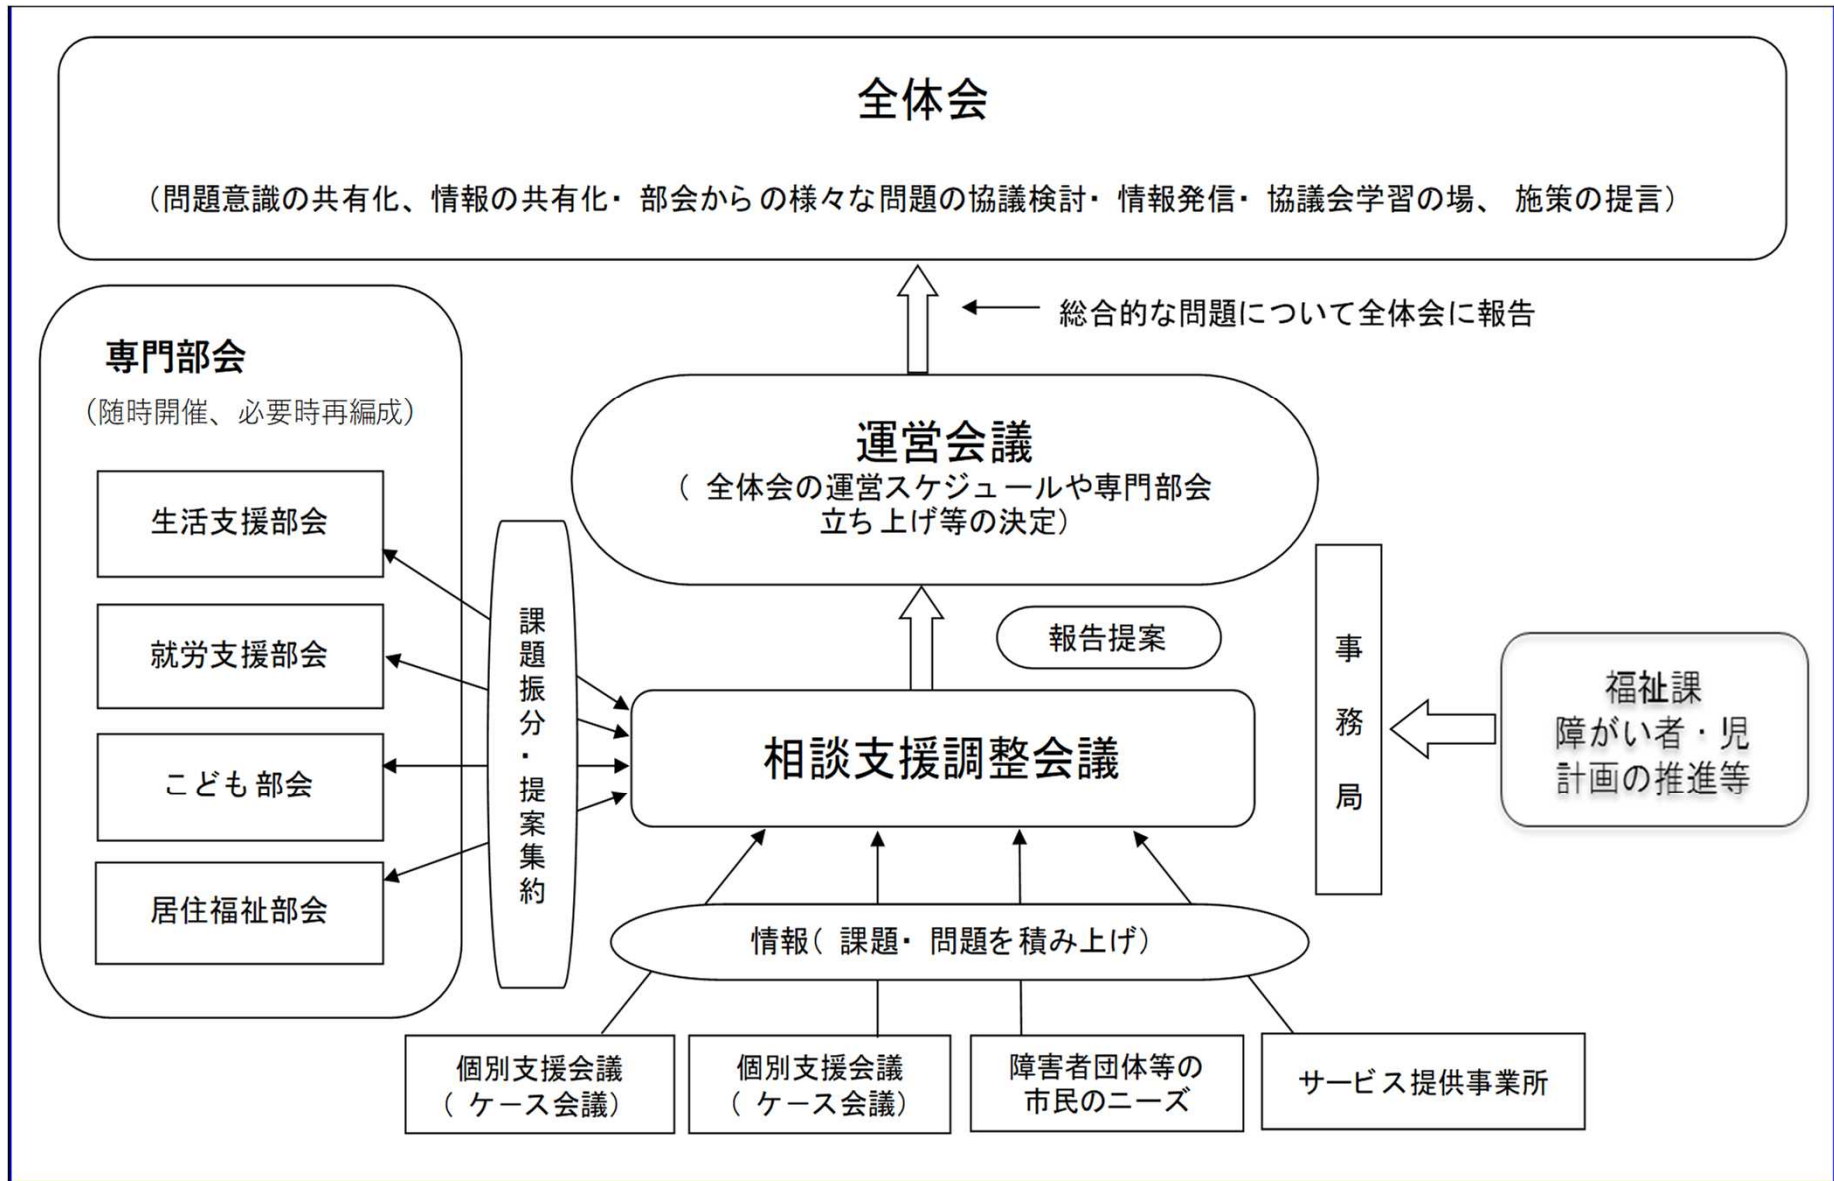 全体会
（問題意識の共有化、情報の共有化・部会からの様々な問題の協議検討・情報発信・協議会学習の場、施策の提言）
総合的な問題について全体会に報告
専門部会
（随時開催、必要時再編成）
生活支援部会
就労支援部会
こども部会
居住福祉部会
課題振分・提案集約
運営会議
（全体会の運営スケジュールや専門部会
立ち上げ等の決定）
報告提案
相談支援調整会議
事務局
福祉課
障がい者・児
計画の推進等
情報（課題・問題を積み上げ）
個別支援会議
（ケース会議）
個別支援会議
（ケース会議）
障害者団体等の
市民のニーズ
サービス提供事業所